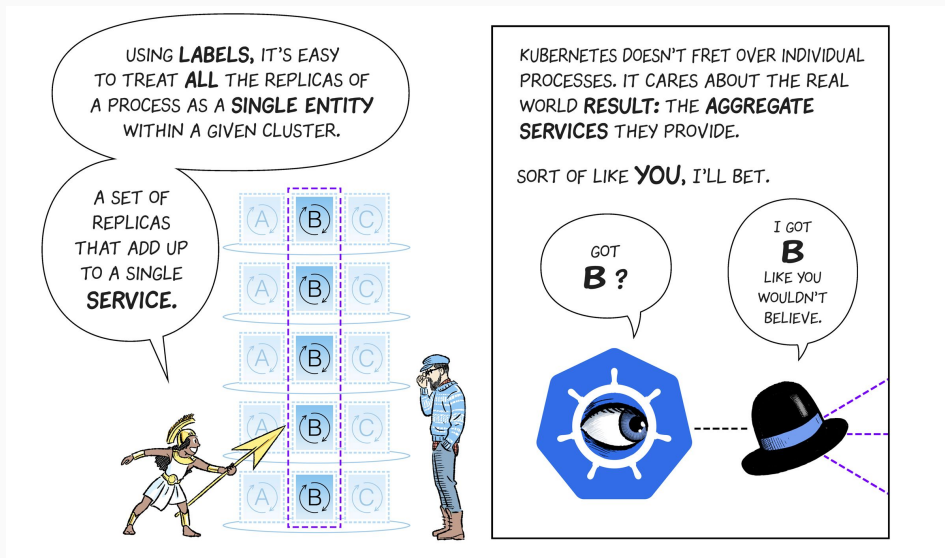 USING LABELS, IT'S EASY
TO TREAT ALL THE REPLICAS OF
A PROCESS AS A SINGLE ENTITY
WITHIN A GIVEN CLUSTER.
A SET OF
REPLICAS
THAT ADD UP
TO A SINGLE
SERVICE.
A B C
A B C
A B C
A B C
A B C
KUBERNETES DOESN'T FRET OVER INDIVIDUAL
PROCESSES. IT CARES ABOUT THE REAL
WORLD RESULT: THE AGGREGATE
SERVICES THEY PROVIDE.
SORT OF LIKE YOU, I'LL BET.
GOT
B ?
I GOT
B
LIKE YOU
WOULDN'T
BELIEVE.